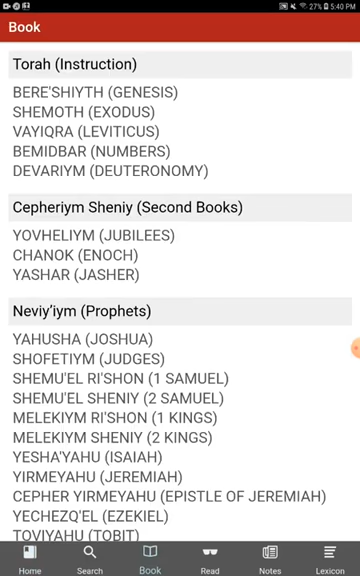 27% 5:40 PM
Book
Torah (Instruction)
BERE'SHIYTH (GENESIS)
SHEMOTH (EXODUS)
VAYIQRA (LEVITICUS)
BEMIDBAR (NUMBERS)
DEVARIYM (DEUTERONOMY)
Cepheriym Sheniy (Second Books)
YOVHELIYM (JUBILEES)
CHANOK (ENOCH)
YASHAR (JASHER)
Neviy'iym (Prophets)
YAHUSHA (JOSHUA)
SHOFETIYM (JUDGES)
SHEMU'EL RI'SHON (1 SAMUEL)
SHEMU'EL SHENIY (2 SAMUEL)
MELEKIYM RI'SHON (1 KINGS)
MELEKIYM SHENIY (2 KINGS)
YESHA'YAHU (ISAIAH)
YIRMEYAHU (JEREMIAH)
CEPHER YIRMEYAHU (EPISTLE OF JEREMIAH)
YECHEZQ'EL (EZEKIEL)
TOVIYAHU (TOBIT)
Home Search Book Read Notes Lexicon